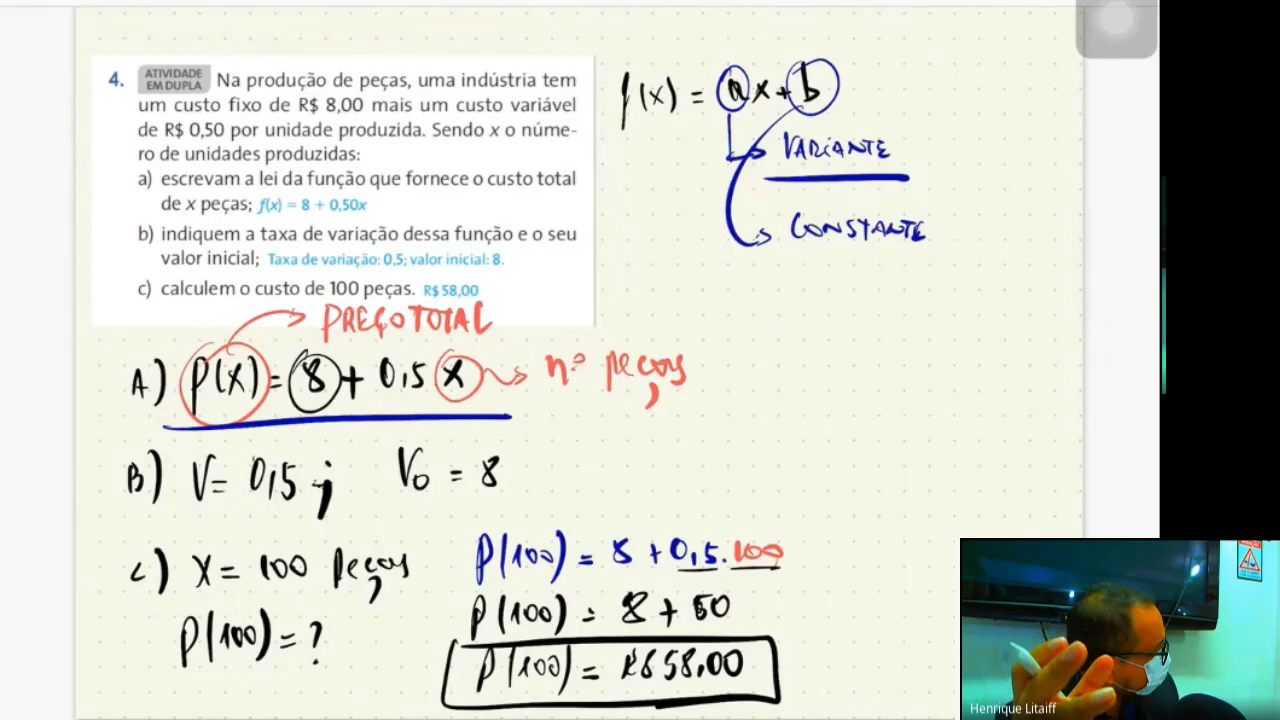 4. ATIVIDADE EM DUPLA Na produção de peças, uma indústria tem
um custo fixo de R$ 8,00 mais um custo variável
de R$ 0,50 por unidade produzida. Sendo x o núme-
ro de unidades produzidas:
a) escrevam a lei da função que fornece o custo total
de x peças; f(x) = 8 + 0,50x
b) indiquem a taxa de variação dessa função e o seu
valor inicial; Taxa de variação: 0,5; valor inicial: 8.
c) calculem o custo de 100 peças. R$ 58,00
f(x) = ax + b
VARIANTE
CONSTANTE
PREÇO TOTAL
A) P(x) = 8 + 0,5 x nº peças
B) V = 0,5 ; V₀ = 8
C) X = 100 peças
P(100) = ?
P(100) = 8 + 0,5.100
P(100) = 8 + 50
P(100) = R$ 58,00
Henrique Litaiff